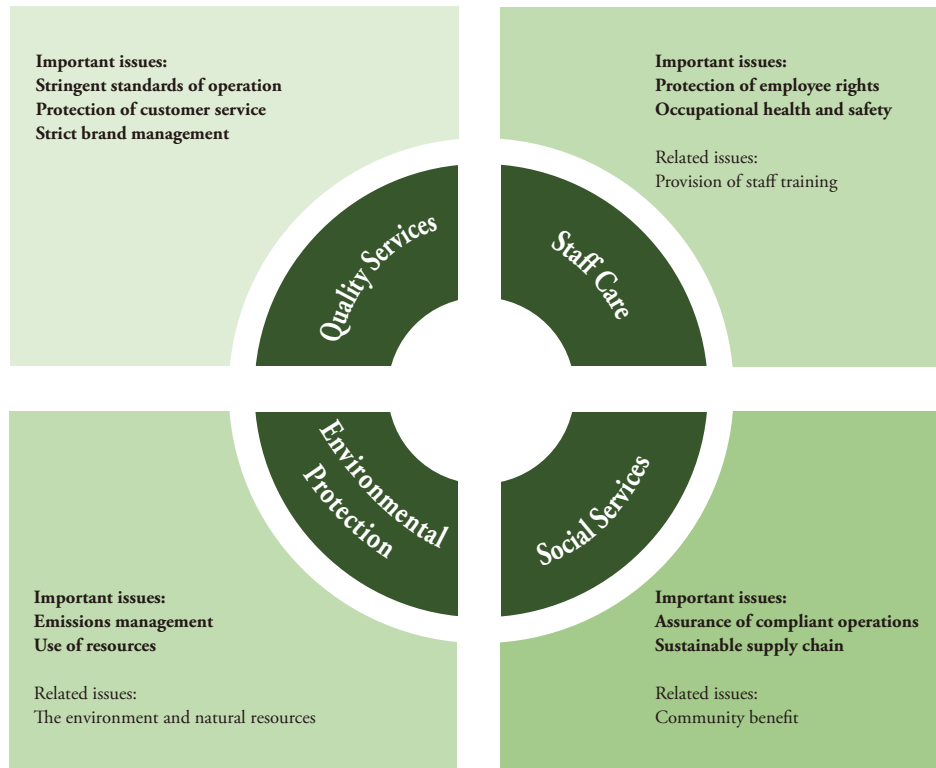 Important issues:
Stringent standards of operation
Protection of customer service
Strict brand management
Quality Services
Important issues:
Protection of employee rights
Occupational health and safety
Related issues:
Provision of staff training
Staff Care
Environmental
Protection
Important issues:
Emissions management
Use of resources
Related issues:
The environment and natural resources
Social Services
Important issues:
Assurance of compliant operations
Sustainable supply chain
Related issues:
Community benefit